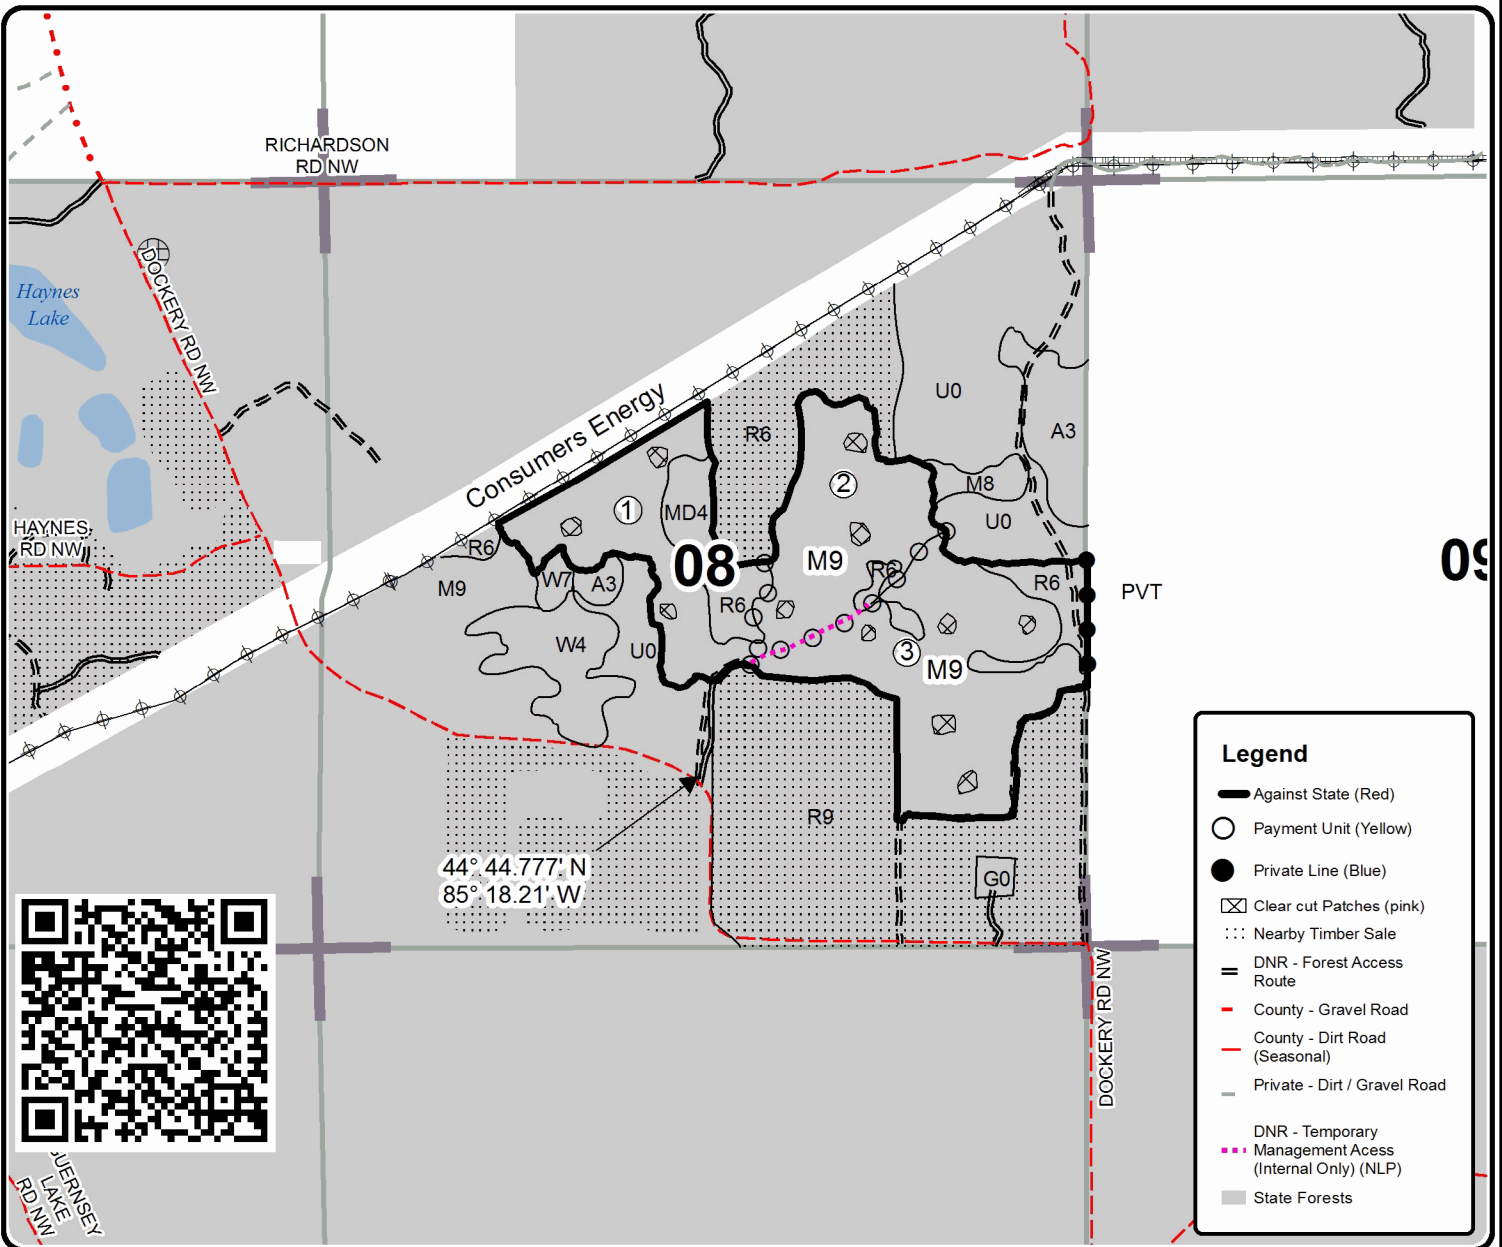 RICHARDSON
RD NW
DOCKERY RD NW
Haynes
Lake
HAYNES
RD NW
Consumers Energy
U0
A3
R6
M8
U0
1
2
MD4
08
M9
R6
R6
M9
W7
A3
R6
R6
W4
U0
3
M9
R6
PVT
09
R9
G0
44° 44.777' N
85° 18.21' W
DOCKERY RD NW
GUERNSEY
LAKE
RD NW
Legend
Against State (Red)
Payment Unit (Yellow)
Private Line (Blue)
Clear cut Patches (pink)
Nearby Timber Sale
DNR - Forest Access
Route
County - Gravel Road
County - Dirt Road
(Seasonal)
Private - Dirt / Gravel Road
DNR - Temporary
Management Acess
(Internal Only) (NLP)
State Forests